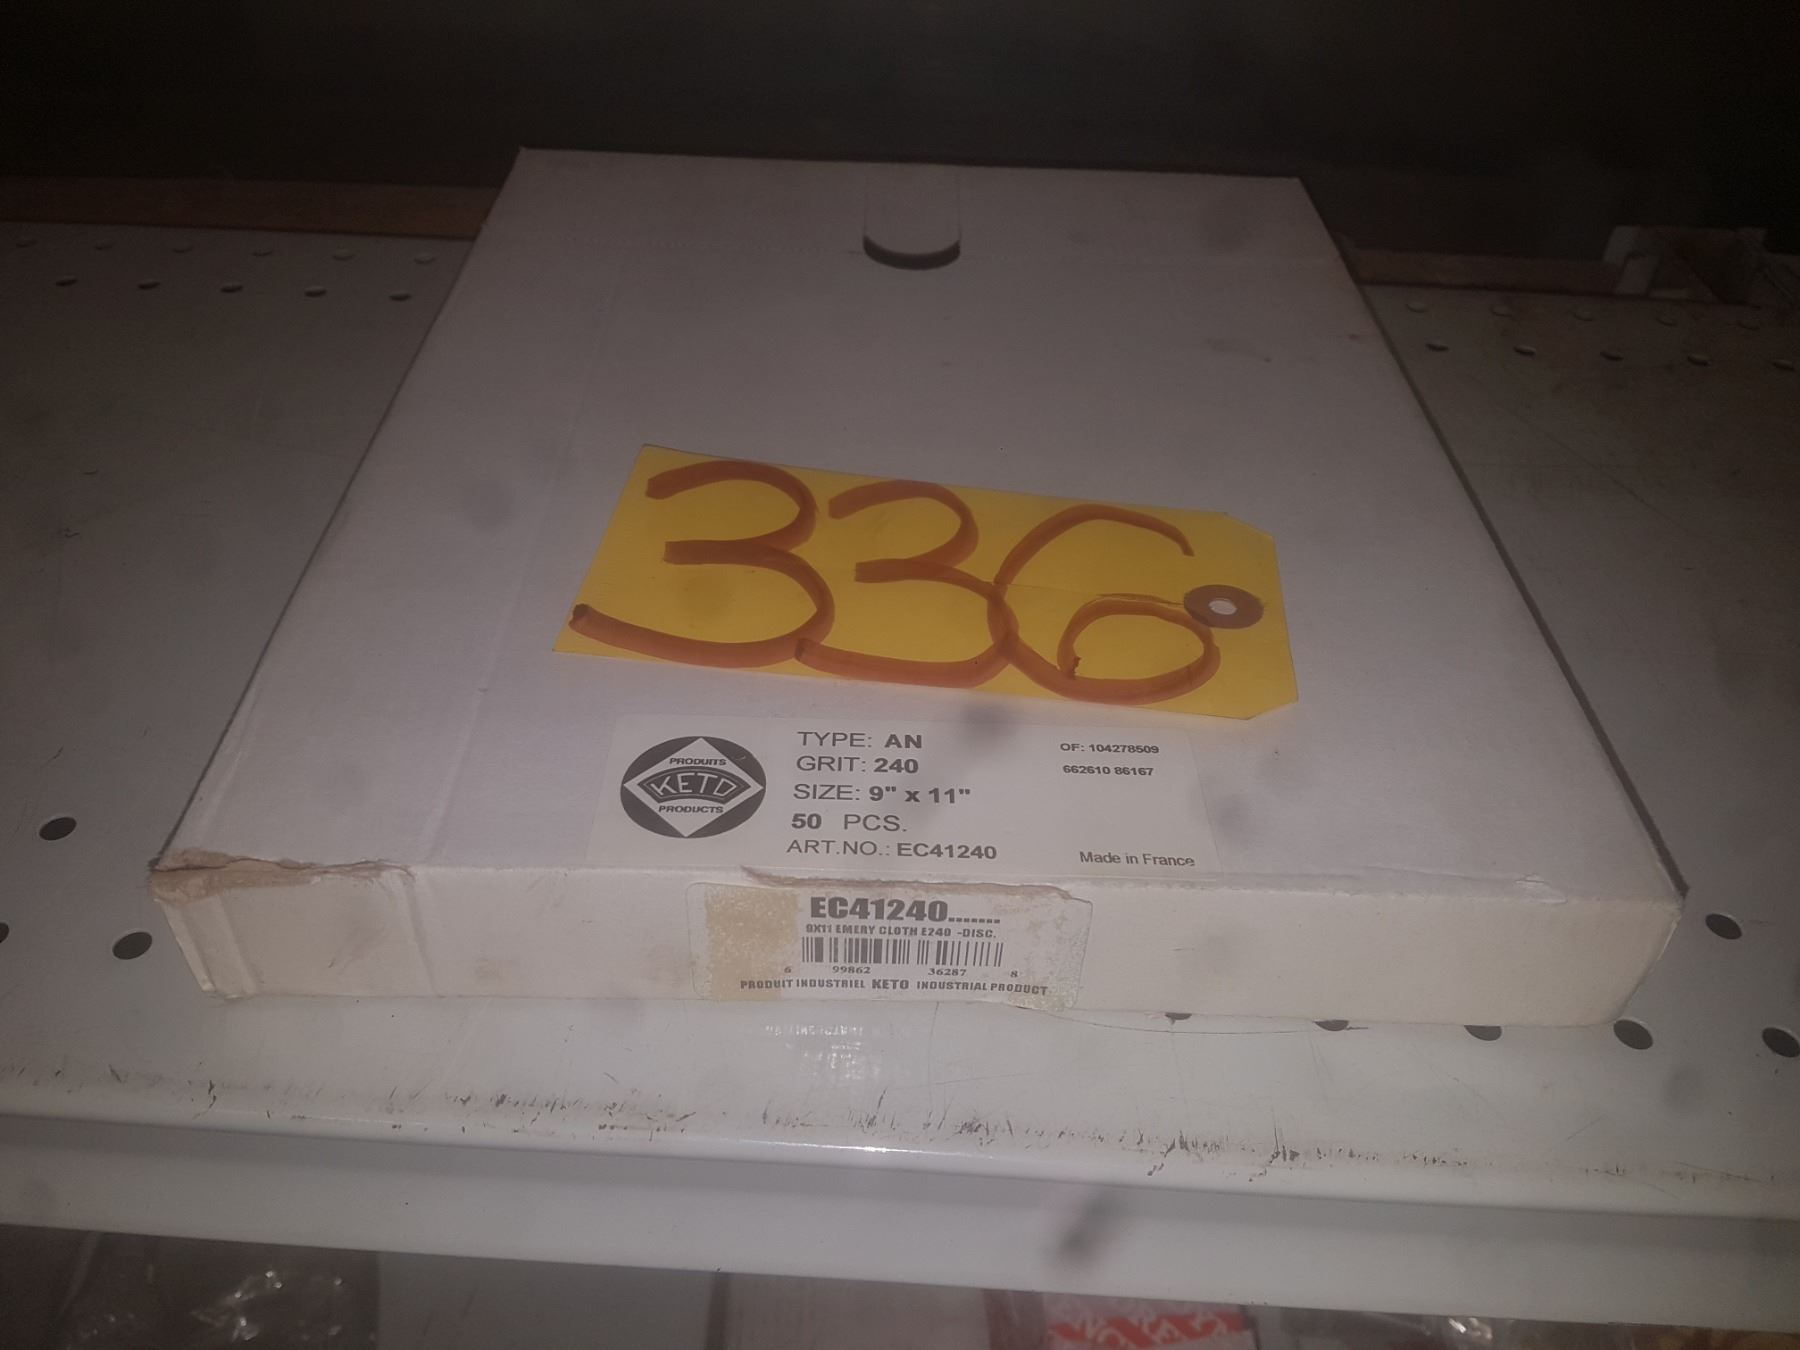 336
PRODUITS
KETO
PRODUCTS
TYPE: AN
GRIT: 240
SIZE: 9" x 11"
50 PCS.
ART.NO.: EC41240
OF: 104278509
662610 86167
Made in France
EC41240.......
9X11 EMERY CLOTH E240 -DISC.
6 99862 36287 8
PRODUIT INDUSTRIEL KETO INDUSTRIAL PRODUCT